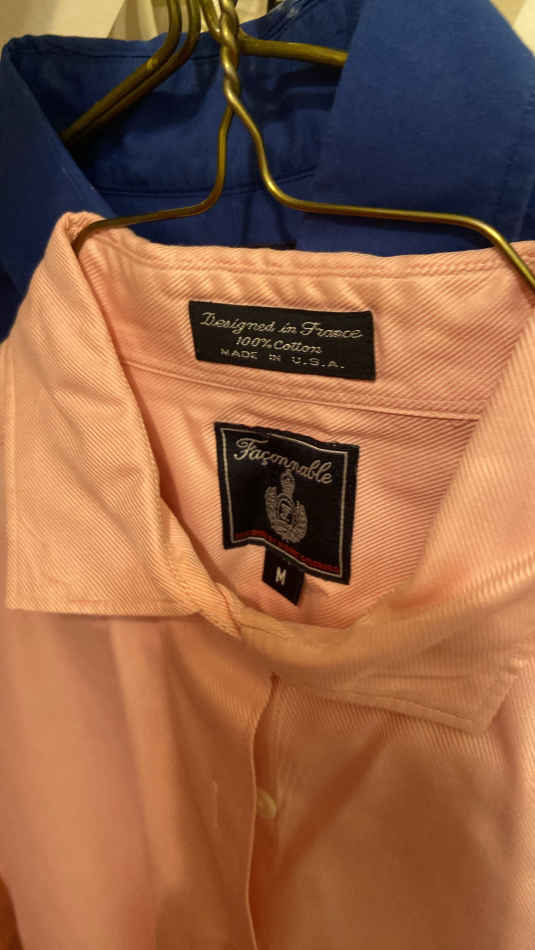 Designed in France
100% Cotton
MADE IN U.S.A.
Façonnable
M